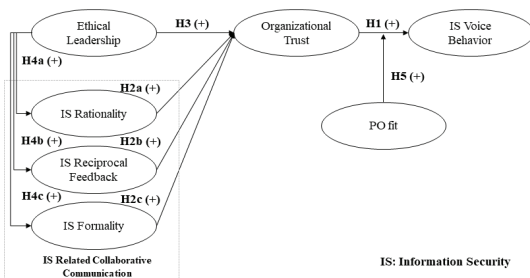 Ethical
Leadership
H3 (+)
Organizational
Trust
H1 (+)
IS Voice
Behavior
H4a (+)
H5 (+)
H2a (+)
IS Rationality
PO fit
H4b (+)
H2b (+)
IS Reciprocal
Feedback
H4c (+)
H2c (+)
IS Formality
IS Related Collaborative
Communication
IS: Information Security